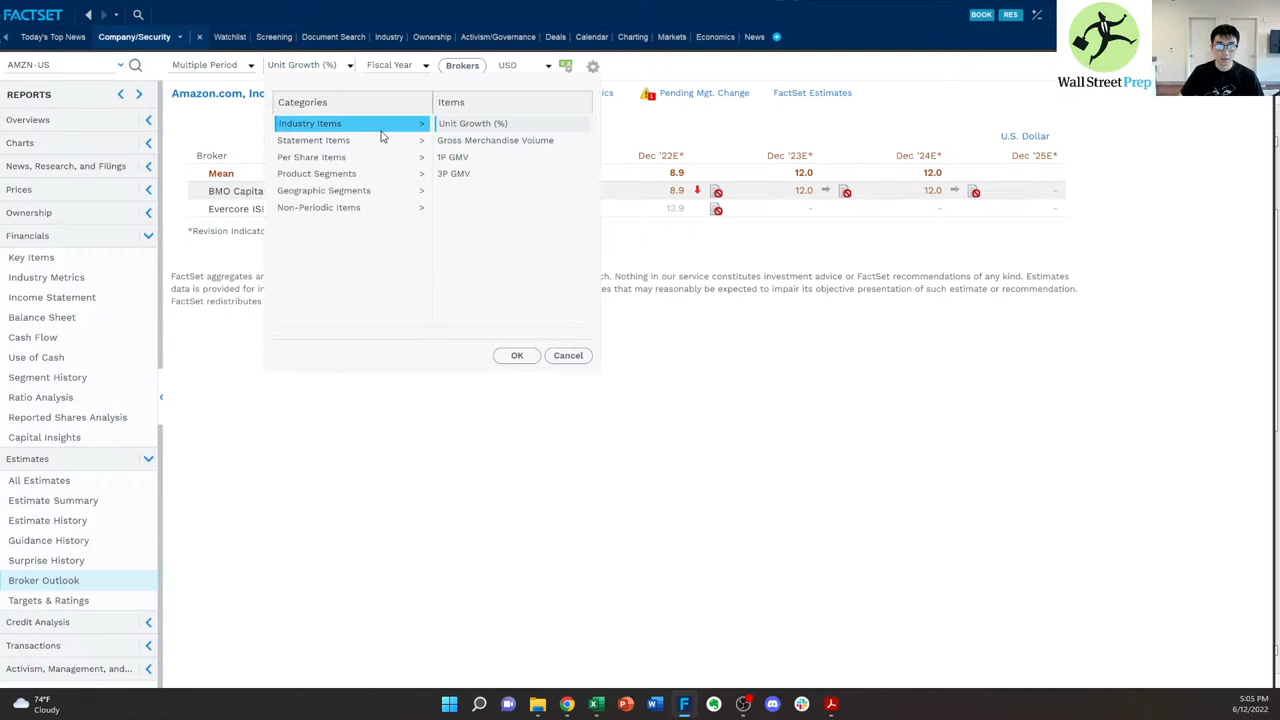 FACTSET
BOOK
RES
Today's Top News
Company/Security
Watchlist
Screening
Document Search
Industry
Ownership
Activism/Governance
Deals
Calendar
Charting
Markets
Economics
News
Wall Street Prep
AMZN-US
Multiple Period
Unit Growth (%)
Fiscal Year
Brokers
USD
REPORTS
Overviews
Charts
News, Research, and Filings
Prices
Ownership
Financials
Key Items
Industry Metrics
Income Statement
Balance Sheet
Cash Flow
Use of Cash
Segment History
Ratio Analysis
Reported Shares Analysis
Capital Insights
Estimates
All Estimates
Estimate Summary
Estimate History
Guidance History
Surprise History
Broker Outlook
Targets & Ratings
Credit Analysis
Transactions
Activism, Management, and...
Amazon.com, Inc
ics
Pending Mgt. Change
FactSet Estimates
Categories
Items
Industry Items >
Statement Items >
Per Share Items >
Product Segments >
Geographic Segments >
Non-Periodic Items >
Unit Growth (%)
Gross Merchandise Volume
1P GMV
3P GMV
OK
Cancel
U.S. Dollar
Broker Dec '22E* Dec '23E* Dec '24E* Dec '25E*
Mean 8.9 12.0 12.0
BMO Capita 8.9 12.0 12.0 -
Evercore ISI 13.9 - - -
*Revision Indicato
FactSet aggregates ar
ch. Nothing in our service constitutes investment advice or FactSet recommendations of any kind. Estimates
data is provided for in
es that may reasonably be expected to impair its objective presentation of such estimate or recommendation.
FactSet redistributes
74°F
Cloudy
5:05 PM
6/12/2022